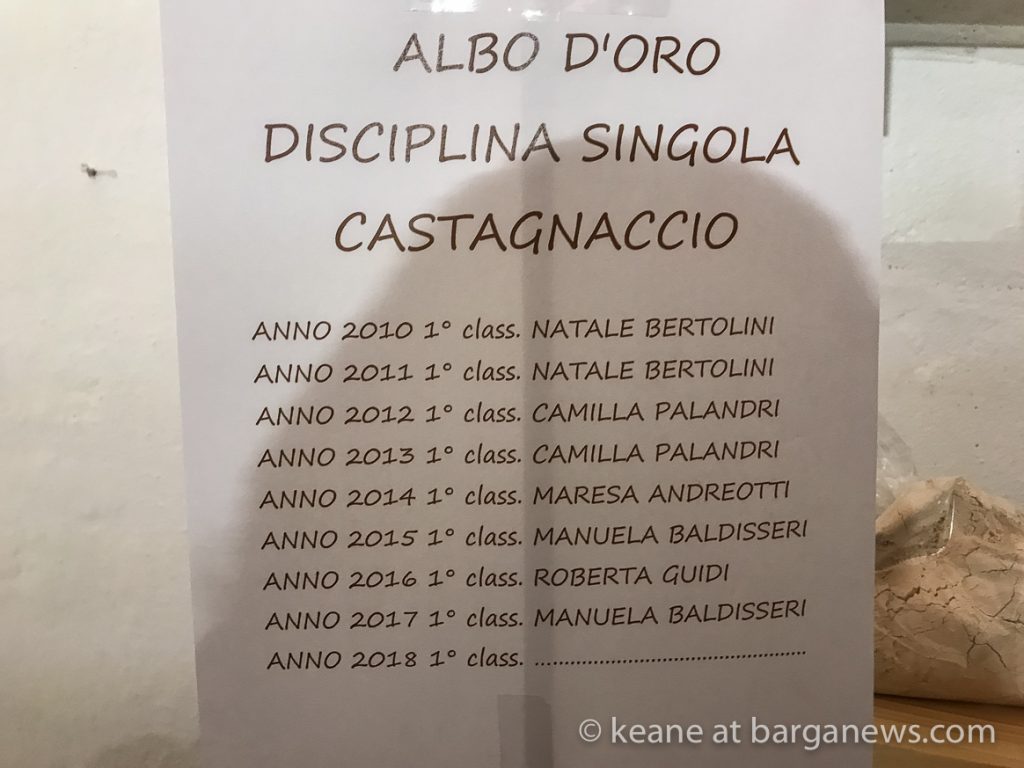 ALBO D'ORO
DISCIPLINA SINGOLA
CASTAGNACCIO
ANNO 2010 1° class. NATALE BERTOLINI
ANNO 2011 1° class. NATALE BERTOLINI
ANNO 2012 1° class. CAMILLA PALANDRI
ANNO 2013 1° class. CAMILLA PALANDRI
ANNO 2014 1° class. MARESA ANDREOTTI
ANNO 2015 1° class. MANUELA BALDISSERI
ANNO 2016 1° class. ROBERTA GUIDI
ANNO 2017 1° class. MANUELA BALDISSERI
ANNO 2018 1° class. ................................................
© keane at barganews.com